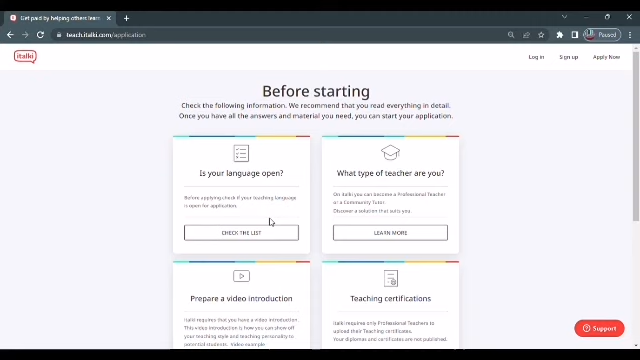 Get paid by helping others learn
teach.italki.com/application
Paused
italki
Log in
Sign up
Apply Now
Before starting
Check the following information. We recommend that you read everything in detail.
Once you have all the answers and material you need, you can start your application.
Is your language open?
Before applying check if your teaching language
is open for application.
CHECK THE LIST
What type of teacher are you?
On italki you can become a Professional Teacher
or a Community Tutor.
Discover a solution that suits you.
LEARN MORE
Prepare a video introduction
italki requires that you have a video introduction.
This video introduction is how you can show off
your teaching style and teaching personality to
potential students. Video example
Teaching certifications
italki requires only Professional Teachers to
upload their Teaching certificates.
Your diplomas and certificates are not published.
Support